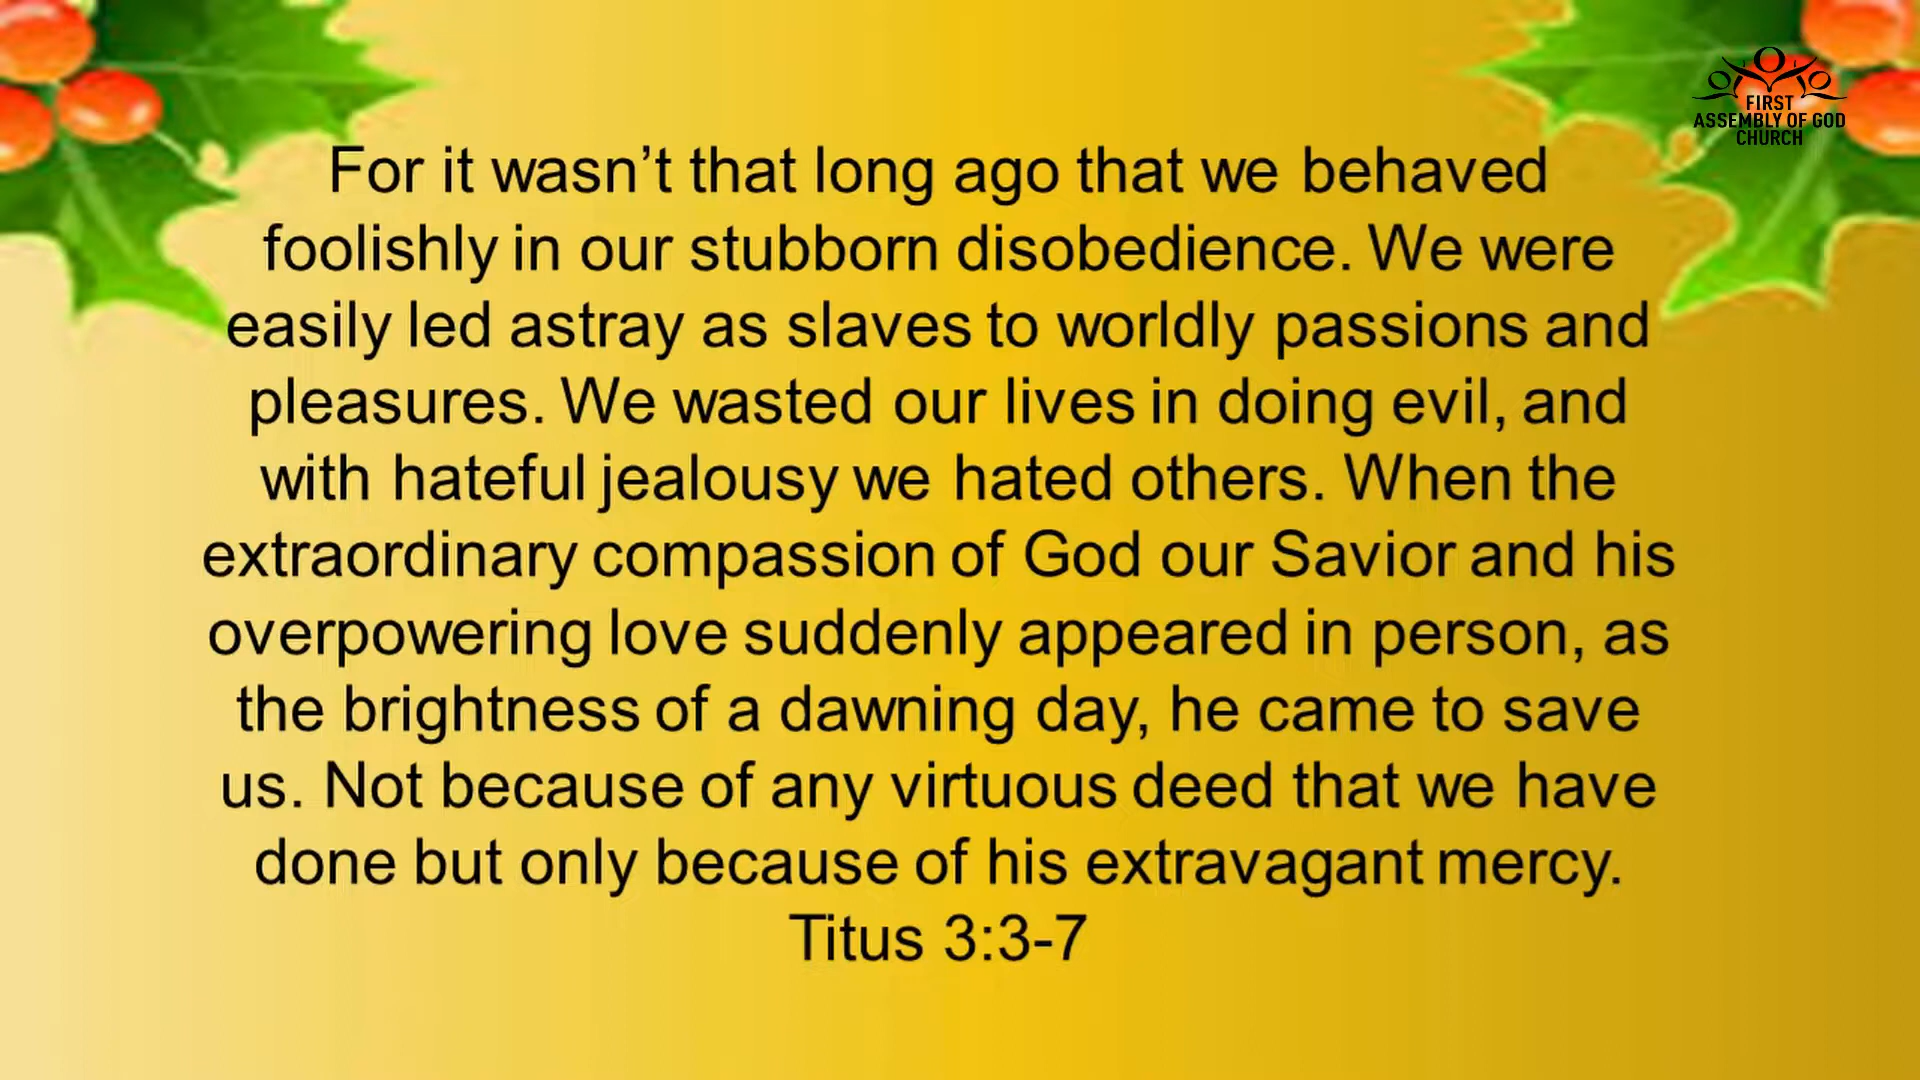 FIRST
ASSEMBLY OF GOD
CHURCH
For it wasn’t that long ago that we behaved
foolishly in our stubborn disobedience. We were
easily led astray as slaves to worldly passions and
pleasures. We wasted our lives in doing evil, and
with hateful jealousy we hated others. When the
extraordinary compassion of God our Savior and his
overpowering love suddenly appeared in person, as
the brightness of a dawning day, he came to save
us. Not because of any virtuous deed that we have
done but only because of his extravagant mercy.
Titus 3:3-7